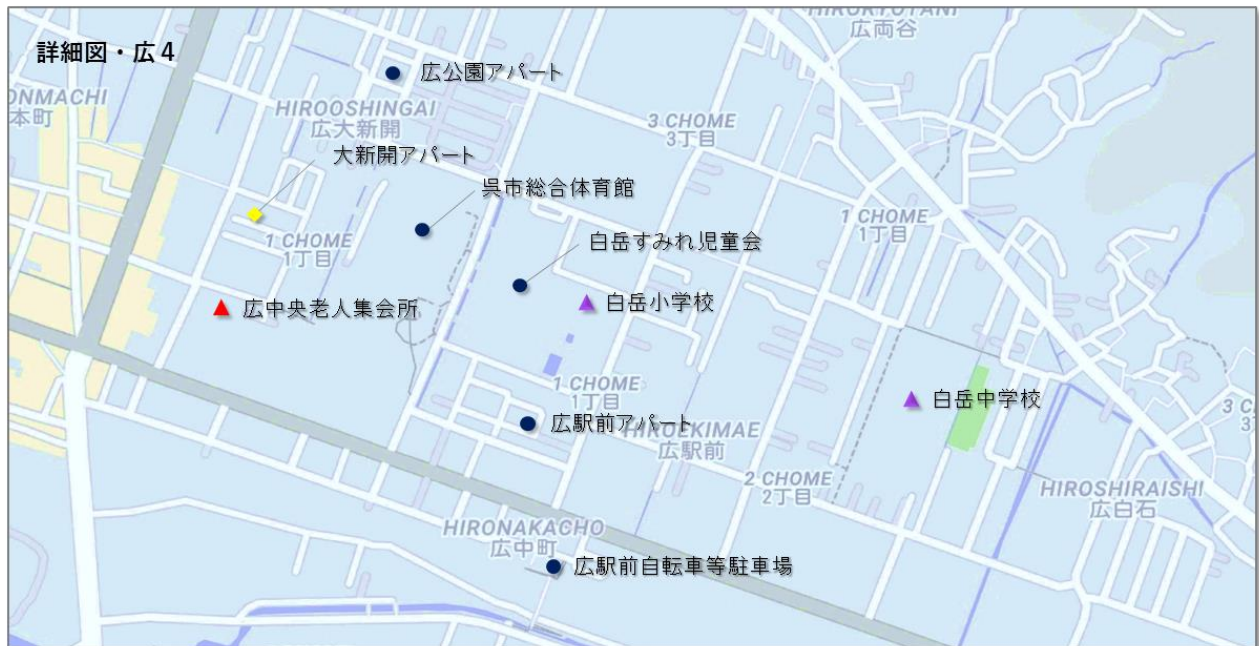 詳細図・広4
広両谷
広公園アパート
本町
HIROOSHINGAI
広大新開
3 CHOME
3丁目
大新開アパート
呉市総合体育館
1 CHOME
1丁目
白岳すみれ児童会
1 CHOME
1丁目
広中央老人集会所
白岳小学校
1 CHOME
1丁目
白岳中学校
広駅前アパート
HIROEKIMAE
広駅前
2 CHOME
2丁目
HIROSHIRAISHI
広白石
HIRONAKACHO
広中町
広駅前自転車等駐車場